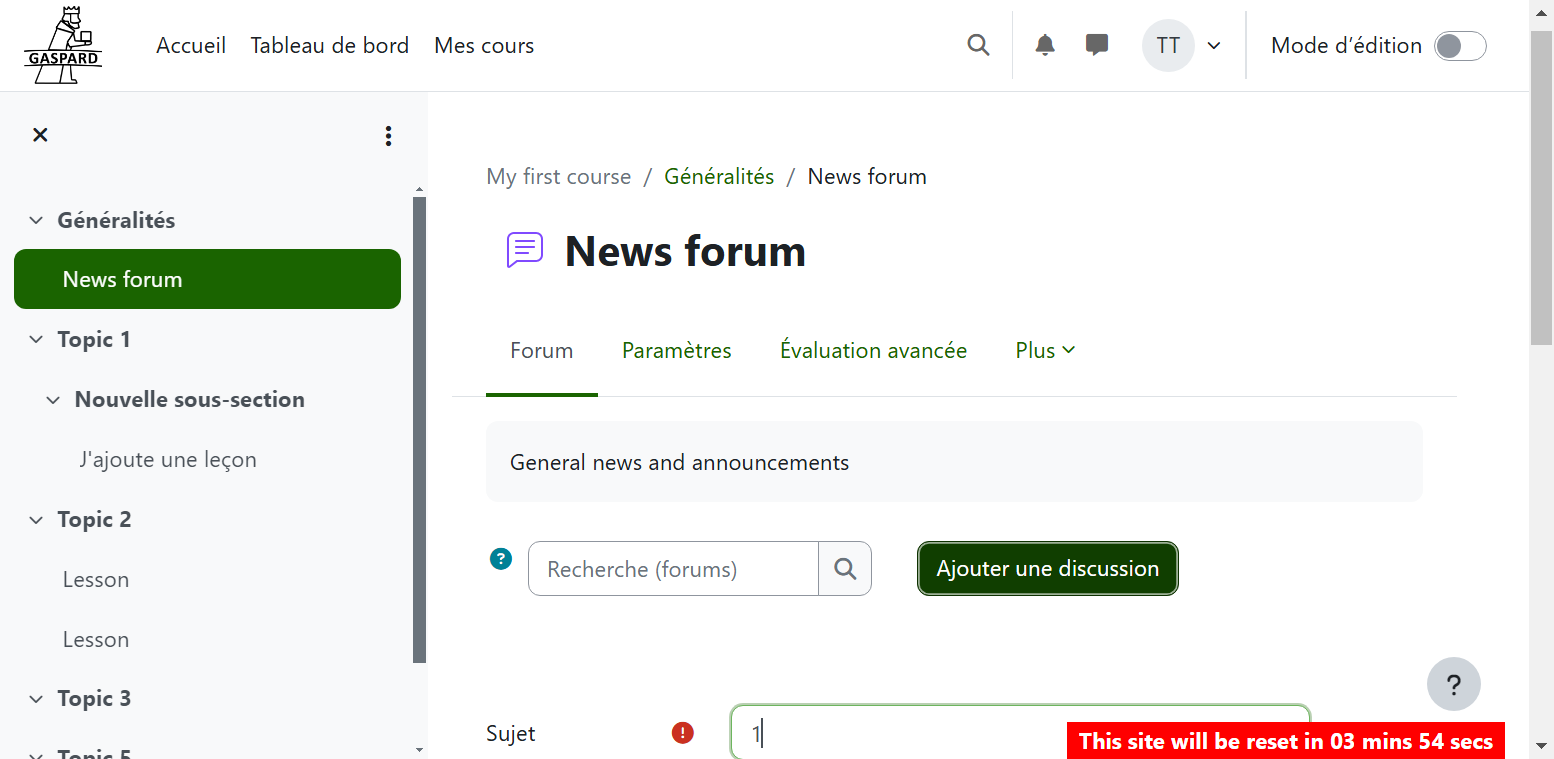 GASPARD
Accueil Tableau de bord Mes cours
TT
Mode d’édition
Généralités
News forum
Topic 1
Nouvelle sous-section
J'ajoute une leçon
Topic 2
Lesson
Lesson
Topic 3
Topic 5
My first course / Généralités / News forum
News forum
Forum Paramètres Évaluation avancée Plus
General news and announcements
? Recherche (forums) Ajouter une discussion
?
Sujet ! 1
This site will be reset in 03 mins 54 secs